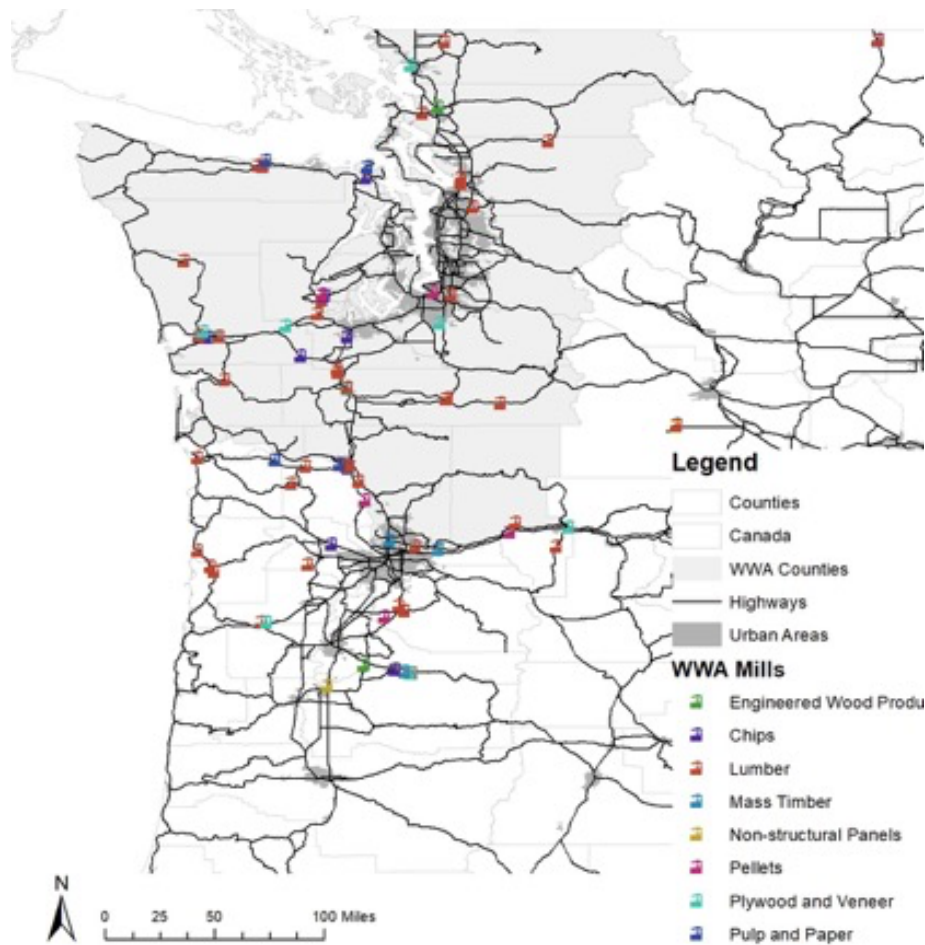 Legend
Counties
Canada
WWA Counties
Highways
Urban Areas
WWA Mills
Engineered Wood Produ
Chips
Lumber
Mass Timber
Non-structural Panels
Pellets
Plywood and Veneer
Pulp and Paper
N
0 25 50 100 Miles